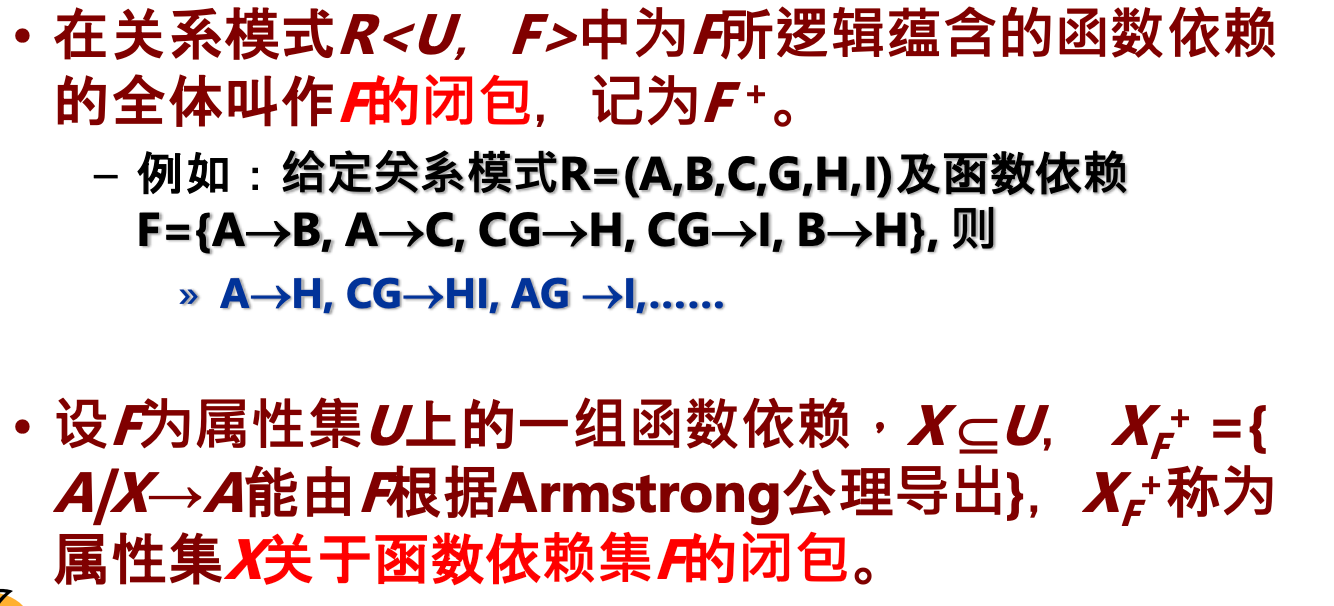 • 在关系模式R<U, F>中为F所逻辑蕴含的函数依赖
的全体叫作F的闭包, 记为F⁺。
– 例如：给定关系模式R=(A,B,C,G,H,I)及函数依赖
F={A→B, A→C, CG→H, CG→I, B→H}, 则
» A→H, CG→HI, AG →I,……
• 设F为属性集U上的一组函数依赖，X⊆U, X_F⁺ ={
A|X→A能由F根据Armstrong公理导出}, X_F⁺称为
属性集X关于函数依赖集F的闭包。